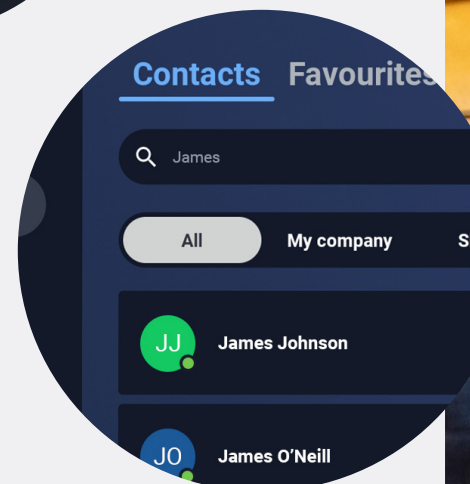 Contacts Favourites
James
All My company
JJ James Johnson
JO James O’Neill